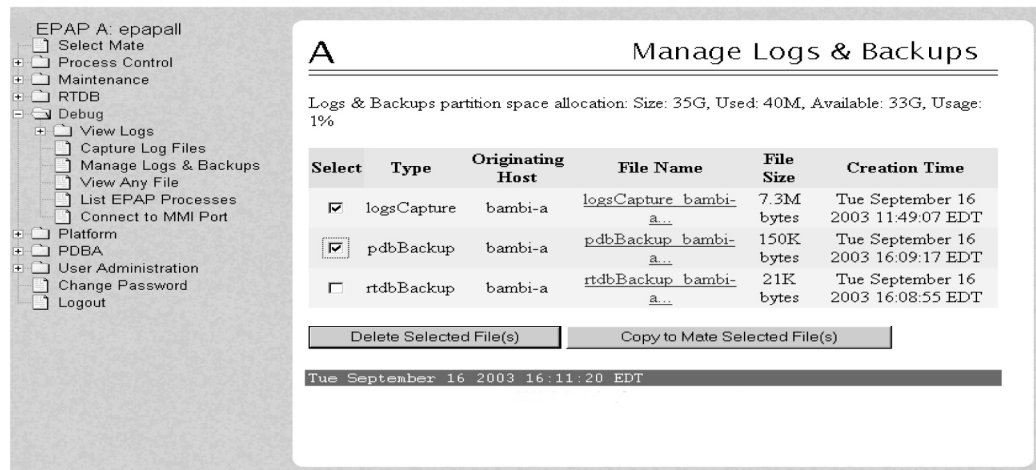 EPAP A: epapall
Select Mate
Process Control
Maintenance
RTDB
Debug
View Logs
Capture Log Files
Manage Logs & Backups
View Any File
List EPAP Processes
Connect to MMI Port
Platform
PDBA
User Administration
Change Password
Logout
A
Manage Logs & Backups
Logs & Backups partition space allocation: Size: 35G, Used: 40M, Available: 33G, Usage:
1%
Select Type Originating Host File Name File Size Creation Time
logsCapture bambi-a logsCapture_bambi-a... 7.3M bytes Tue September 16 2003 11:49:07 EDT
pdbBackup bambi-a pdbBackup_bambi-a... 150K bytes Tue September 16 2003 16:09:17 EDT
rtdbBackup bambi-a rtdbBackup_bambi-a... 21K bytes Tue September 16 2003 16:08:55 EDT
Delete Selected File(s) Copy to Mate Selected File(s)
Tue September 16 2003 16:11:20 EDT